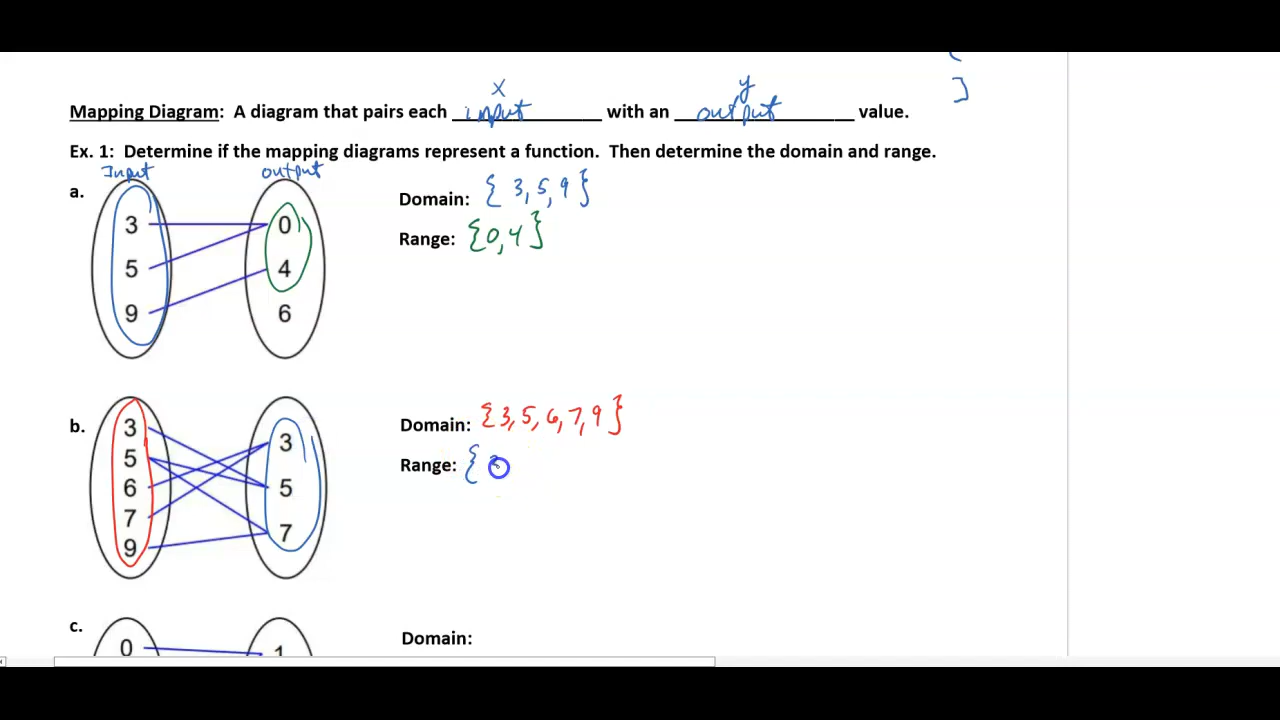 x y ]
Mapping Diagram: A diagram that pairs each input with an output value.
Ex. 1: Determine if the mapping diagrams represent a function. Then determine the domain and range.
Input output
a.
3 0
5 4
9 6
Domain: { 3, 5, 9 }
Range: {0, 4}
b.
3
5
6
7
9
3
5
7
Domain: {3, 5, 6, 7, 9}
Range: {
c.
0 1
Domain: